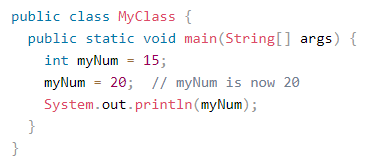 public class MyClass {
  public static void main(String[] args) {
    int myNum = 15;
    myNum = 20;  // myNum is now 20
    System.out.println(myNum);
  }
}